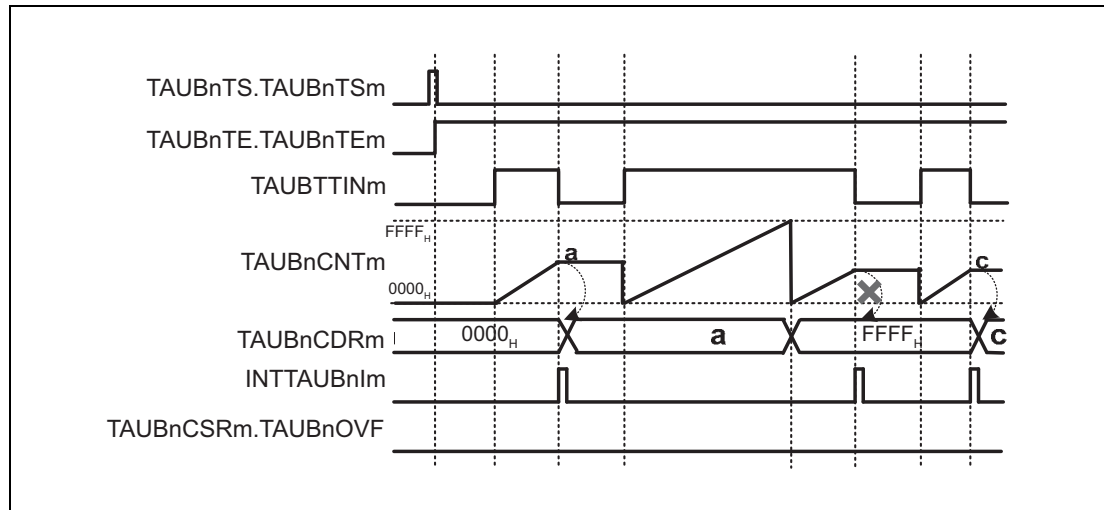 TAUBnTS.TAUBnTSm
TAUBnTE.TAUBnTEm
TAUBTTINm
FFFFH
TAUBnCNTm
a
c
0000H
TAUBnCDRm
0000H
a
FFFFH
c
INTTAUBnIm
TAUBnCSRm.TAUBnOVF